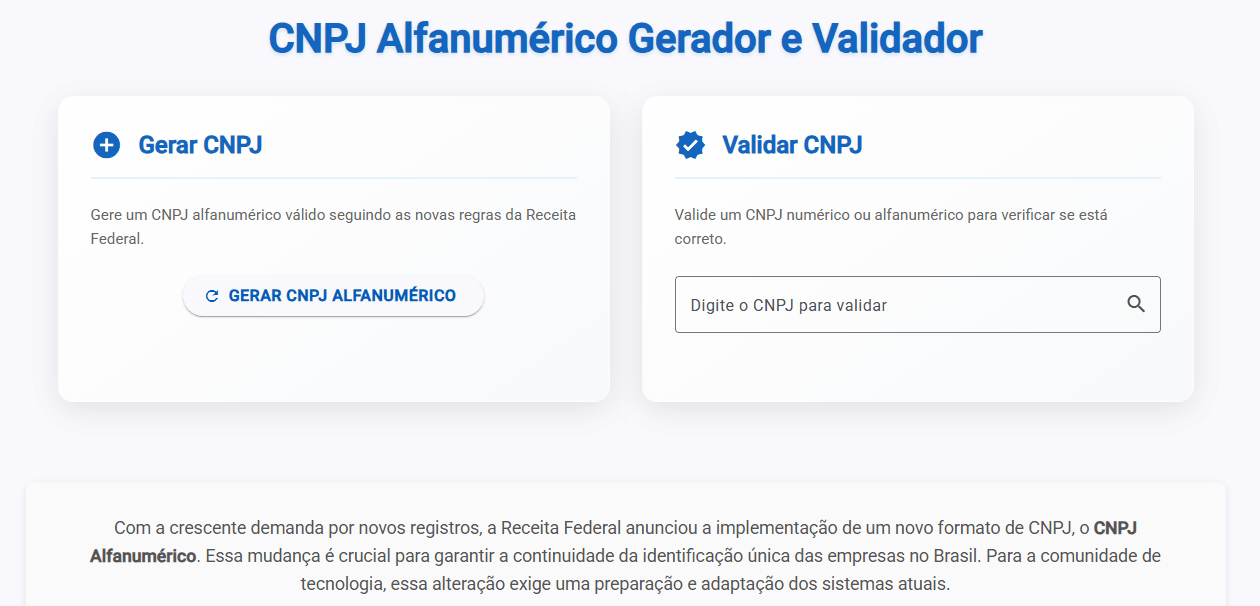 CNPJ Alfanumérico Gerador e Validador
Gerar CNPJ
Gere um CNPJ alfanumérico válido seguindo as novas regras da Receita
Federal.
GERAR CNPJ ALFANUMÉRICO
Validar CNPJ
Valide um CNPJ numérico ou alfanumérico para verificar se está
correto.
Digite o CNPJ para validar
Com a crescente demanda por novos registros, a Receita Federal anunciou a implementação de um novo formato de CNPJ, o CNPJ
Alfanumérico. Essa mudança é crucial para garantir a continuidade da identificação única das empresas no Brasil. Para a comunidade de
tecnologia, essa alteração exige uma preparação e adaptação dos sistemas atuais.